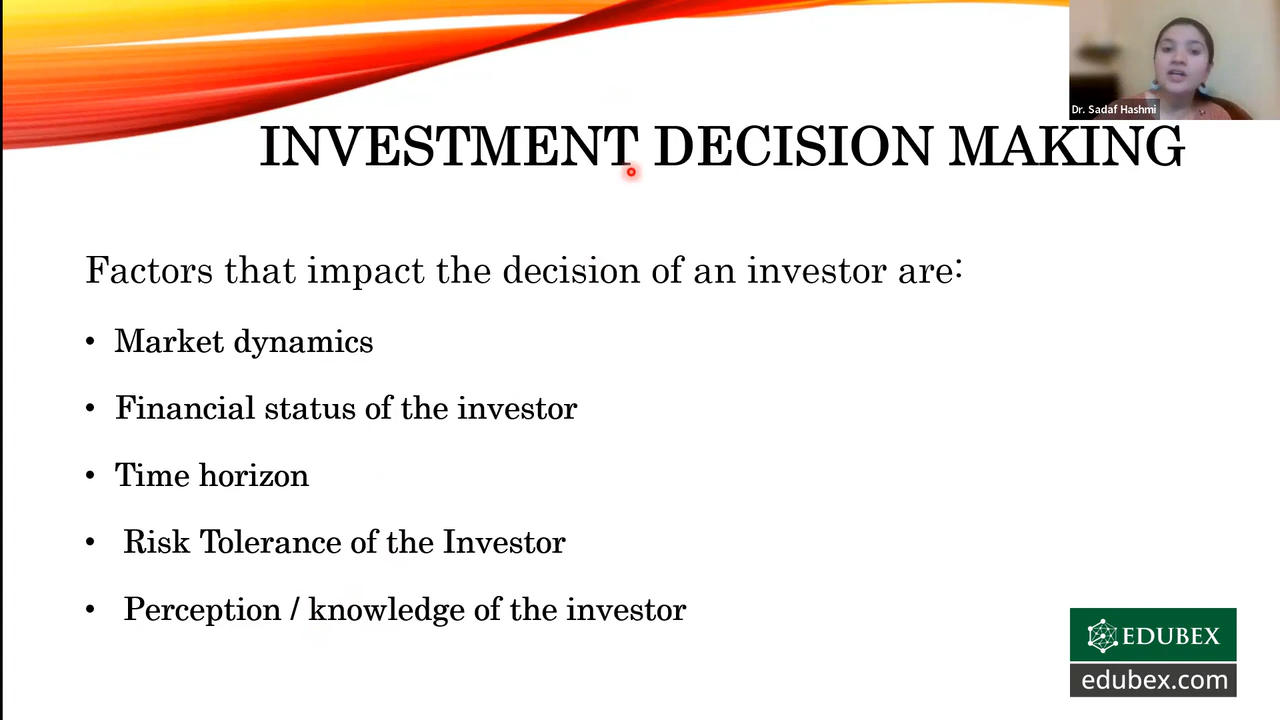 Dr. Sadaf Hashmi
INVESTMENT DECISION MAKING
Factors that impact the decision of an investor are:
• Market dynamics
• Financial status of the investor
• Time horizon
• Risk Tolerance of the Investor
• Perception / knowledge of the investor
EDUBEX
edubex.com